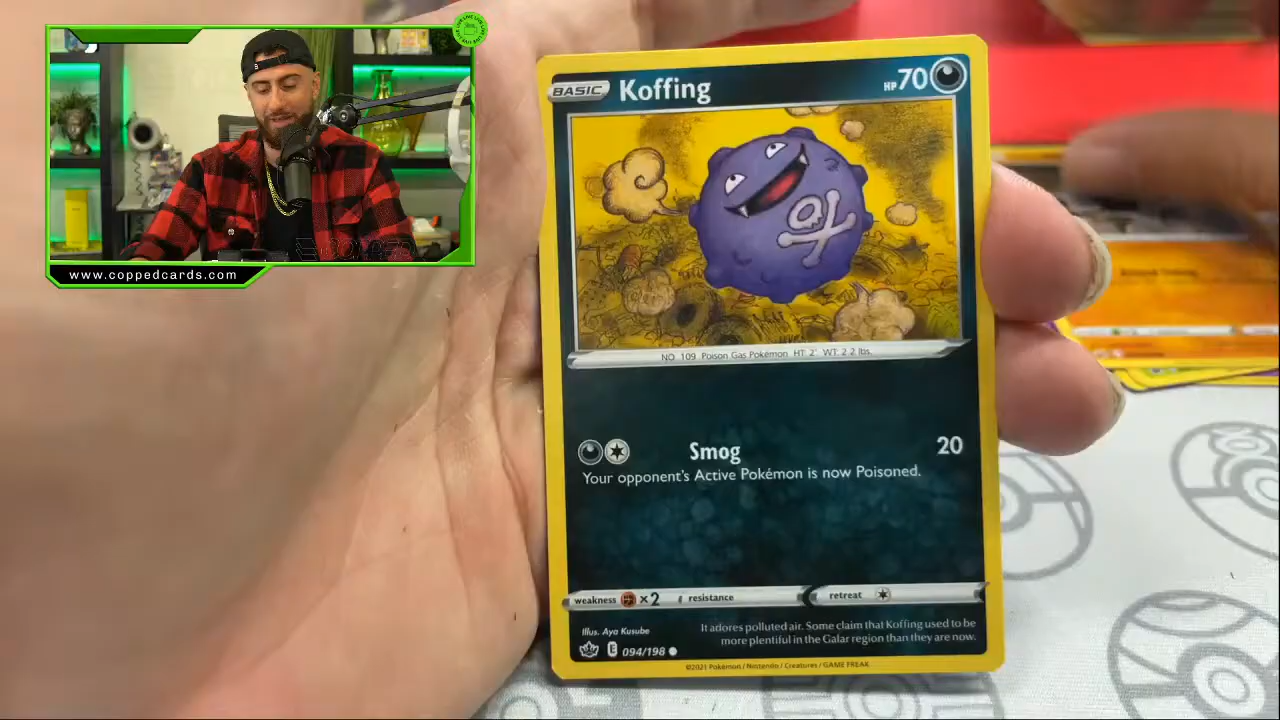 www.coppedcards.com
BASIC Koffing HP 70
NO. 109 Poison Gas Pokémon HT: 2' WT: 2.2 lbs.
Smog 20
Your opponent's Active Pokémon is now Poisoned.
weakness ×2 resistance retreat
Illus. Aya Kusube
It adores polluted air. Some claim that Koffing used to be
more plentiful in the Galar region than they are now.
E 094/198
©2021 Pokémon / Nintendo / Creatures / GAME FREAK